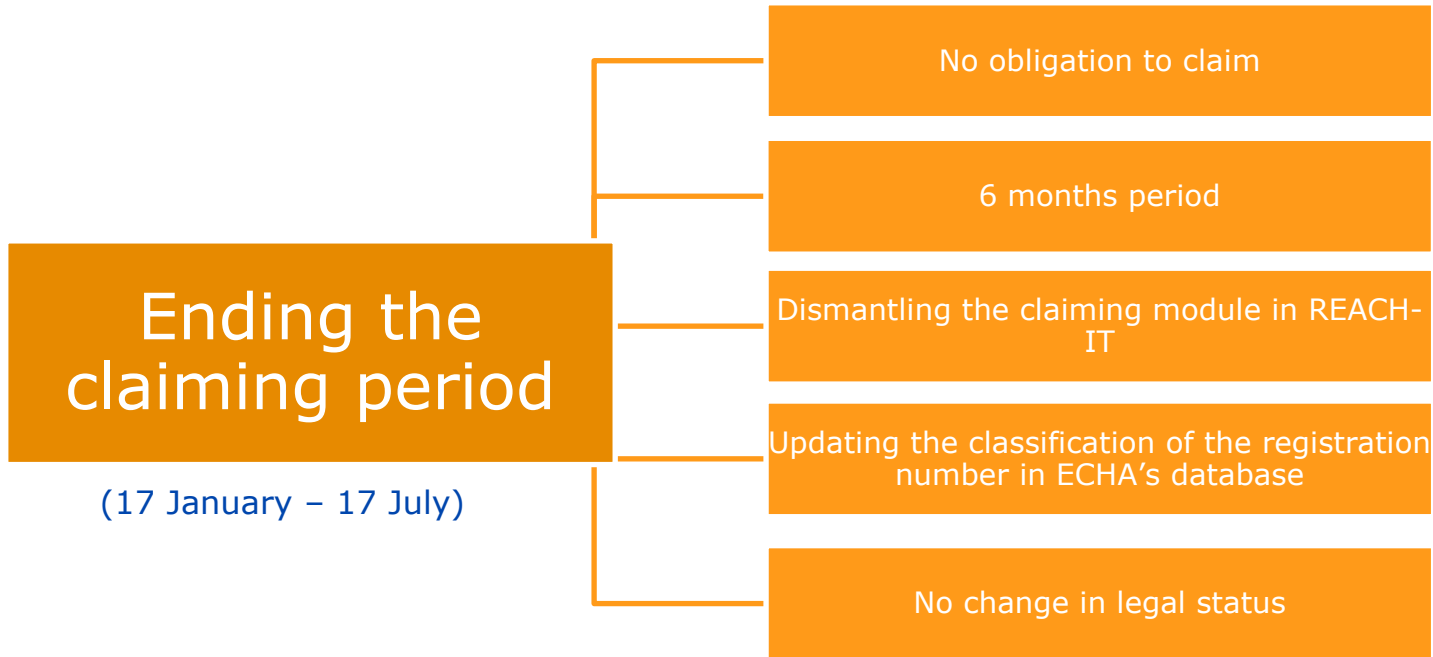 No obligation to claim
6 months period
Ending the
claiming period
Dismantling the claiming module in REACH-
IT
Updating the classification of the registration
number in ECHA’s database
(17 January – 17 July)
No change in legal status